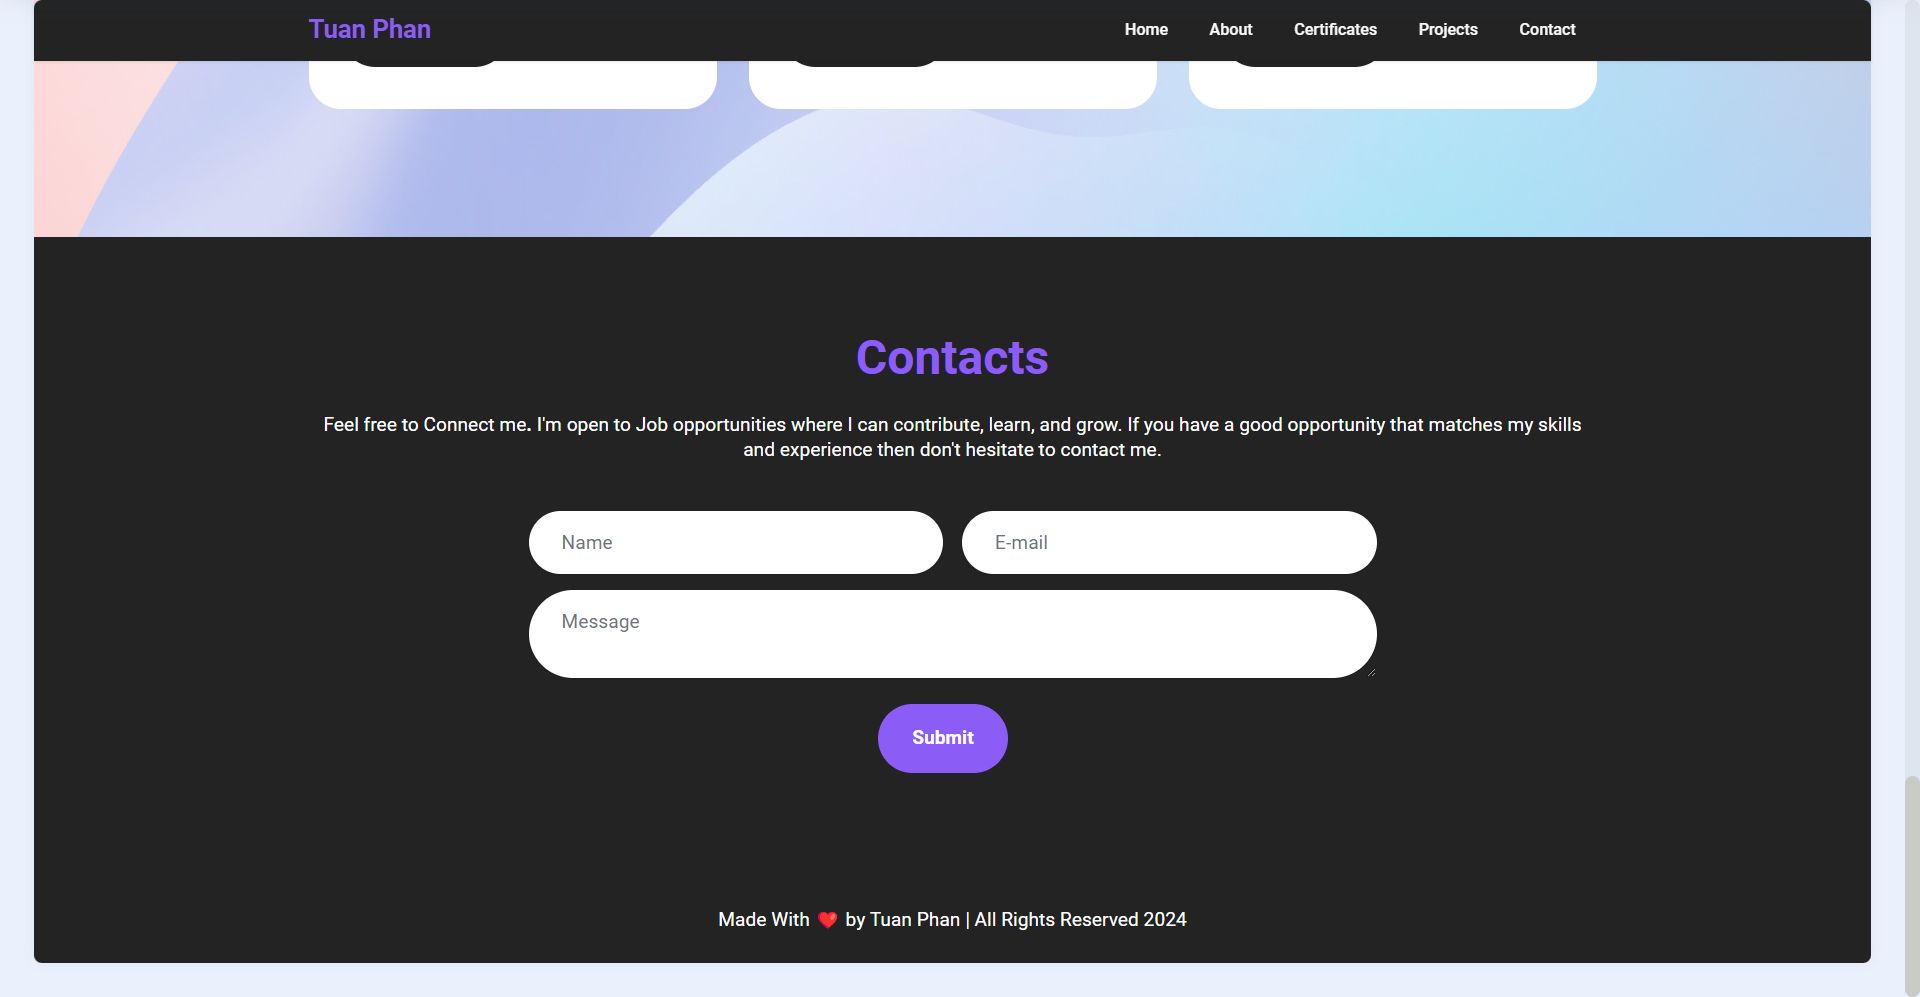 Tuan Phan
Home About Certificates Projects Contact
Contacts
Feel free to Connect me. I'm open to Job opportunities where I can contribute, learn, and grow. If you have a good opportunity that matches my skills
and experience then don't hesitate to contact me.
Name E-mail
Message
Submit
Made With ❤️ by Tuan Phan | All Rights Reserved 2024